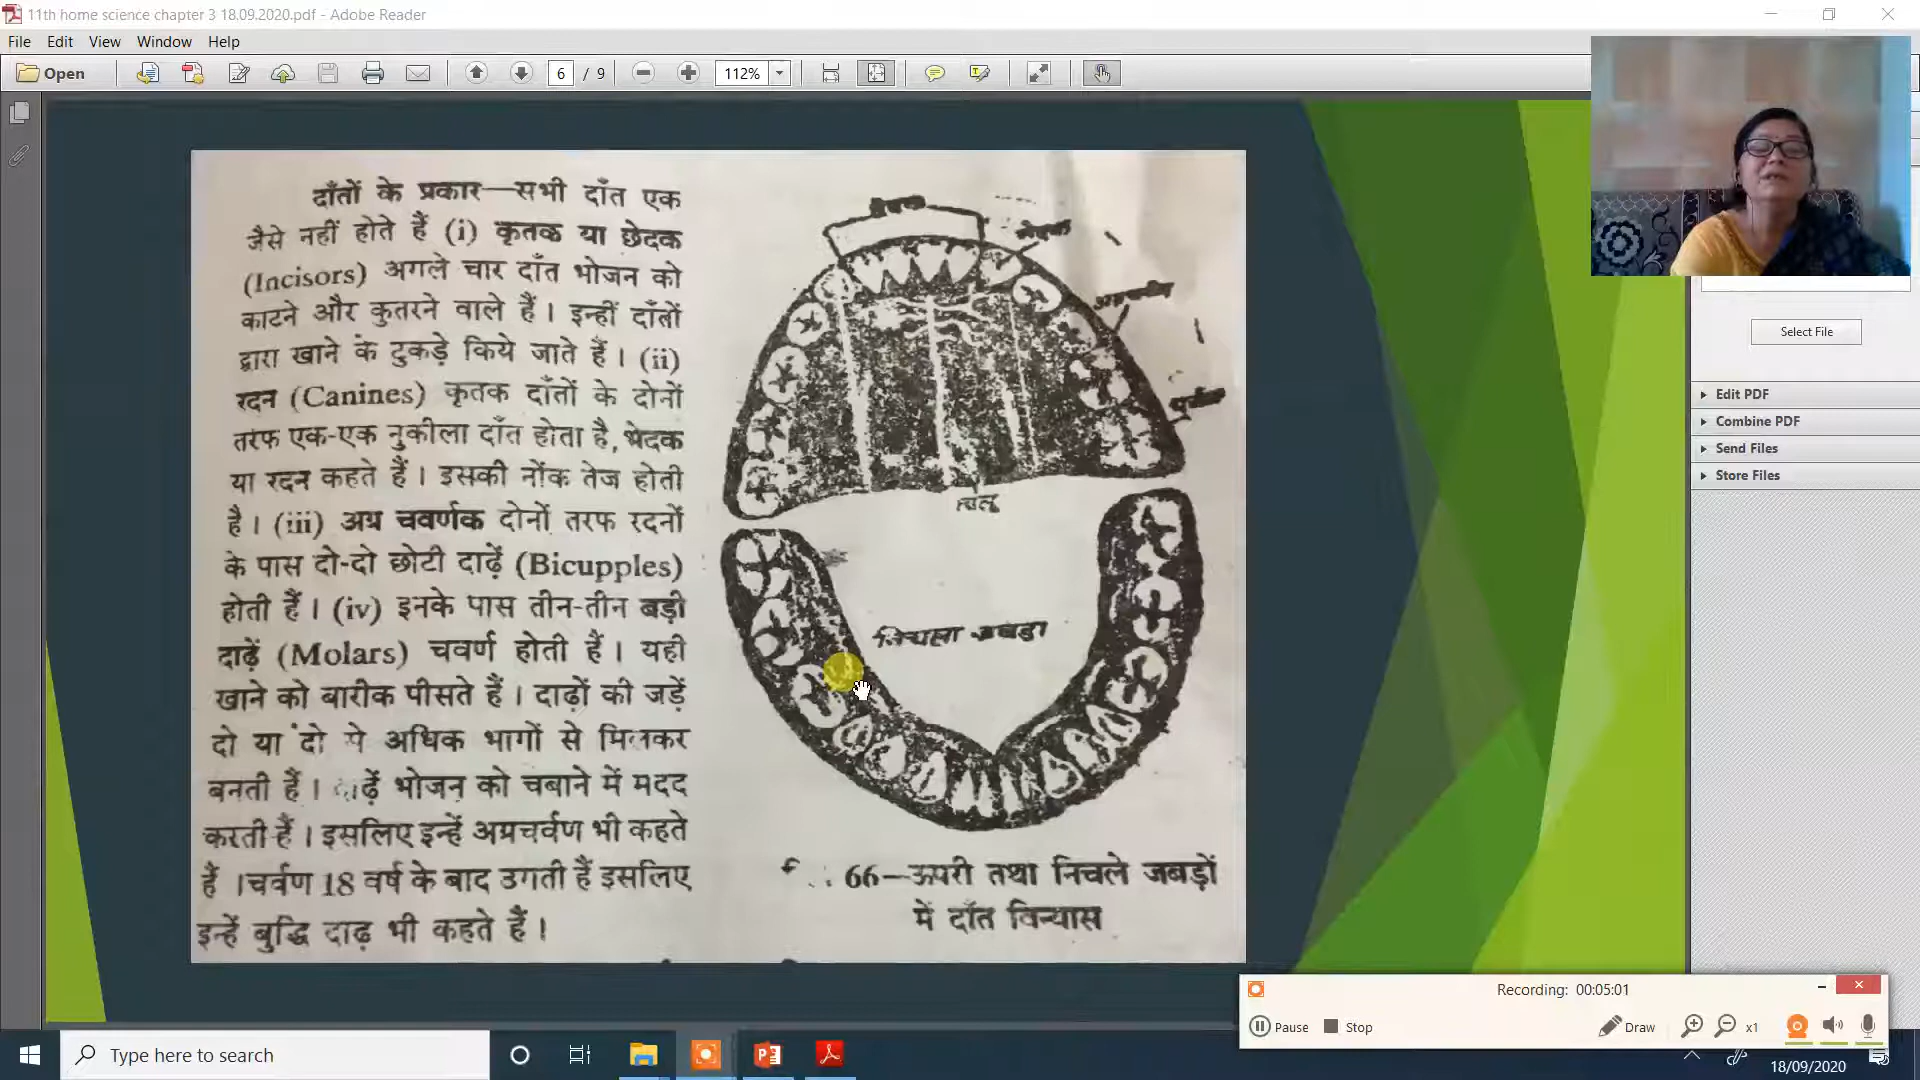 11th home science chapter 3 18.09.2020.pdf - Adobe Reader
File Edit View Window Help
Open 6 / 9 112%
Select File
Edit PDF
Combine PDF
Send Files
Store Files
दाँतों के प्रकार—सभी दाँत एक
जैसे नहीं होते हैं (i) कृतक या छेदक
(Incisors) अगले चार दाँत भोजन को
काटने और कुतरने वाले हैं। इन्हीं दाँतों
द्वारा खाने के टुकड़े किये जाते हैं। (ii)
रदन (Canines) कृतक दाँतों के दोनों
तरफ एक-एक नुकीला दाँत होता है, भेदक
या रदन कहते हैं। इसकी नोंक तेज होती
है। (iii) अग्र चवर्णक दोनों तरफ रदनों
के पास दो-दो छोटी दाढ़ें (Bicupples)
होती हैं। (iv) इनके पास तीन-तीन बड़ी
दाढ़ें (Molars) चवर्ण होती हैं। यही
खाने को बारीक पीसते हैं। दाढ़ों की जड़ें
दो या दो से अधिक भागों से मिलकर
बनती हैं। दाढ़ें भोजन को चबाने में मदद
करती हैं। इसलिए इन्हें अग्रचर्वण भी कहते
हैं।चर्वण 18 वर्ष के बाद उगती हैं इसलिए
इन्हें बुद्धि दाढ़ भी कहते हैं।
निचला जबड़ा
66—ऊपरी तथा निचले जबड़ों
में दाँत विन्यास
Recording: 00:05:01
Pause Stop Draw x1
Type here to search
18/09/2020